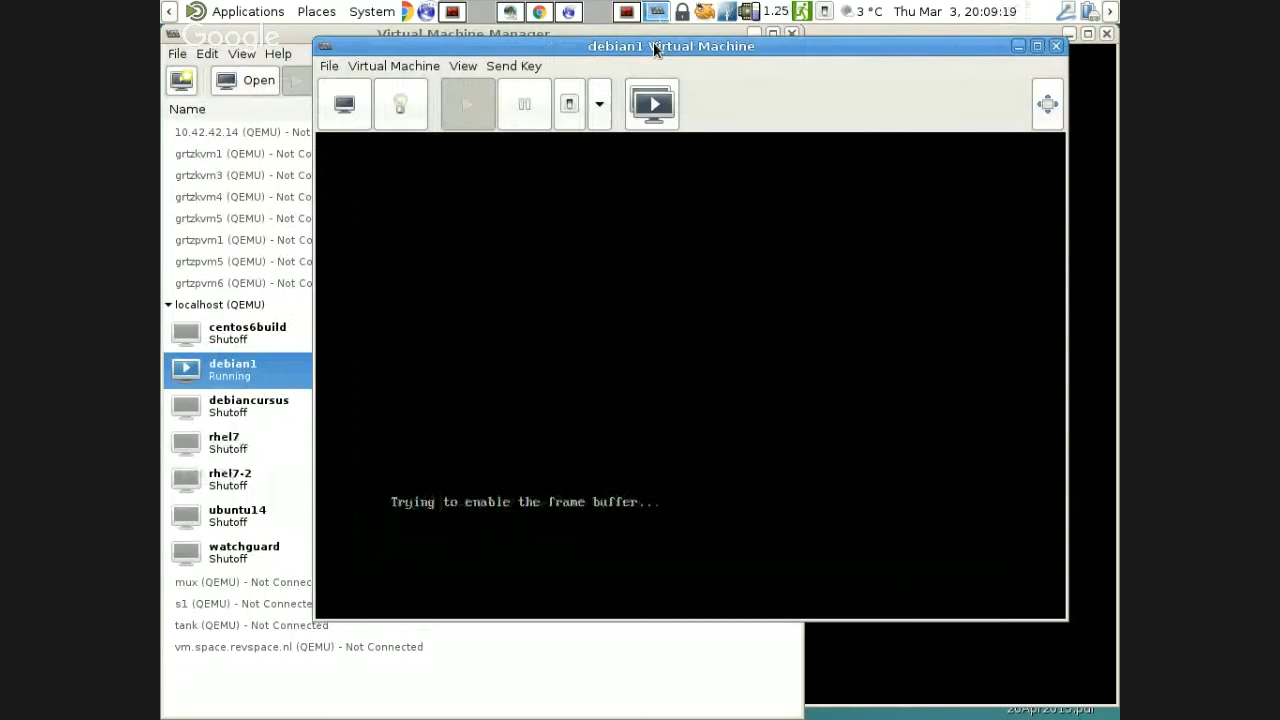 Applications Places System 1.25 3 °C Thu Mar 3, 20:09:19
Google
Virtual Machine Manager
File Edit View Help
Open
Name
10.42.42.14 (QEMU) - Not
grtzkvm1 (QEMU) - Not Co
grtzkvm3 (QEMU) - Not Co
grtzkvm4 (QEMU) - Not Co
grtzkvm5 (QEMU) - Not Co
grtzpvm1 (QEMU) - Not Co
grtzpvm5 (QEMU) - Not Co
grtzpvm6 (QEMU) - Not Co
localhost (QEMU)
centos6build
Shutoff
debian1
Running
debiancursus
Shutoff
rhel7
Shutoff
rhel7-2
Shutoff
ubuntu14
Shutoff
watchguard
Shutoff
mux (QEMU) - Not Connec
s1 (QEMU) - Not Connecte
tank (QEMU) - Not Connected
vm.space.revspace.nl (QEMU) - Not Connected
debian1 Virtual Machine
File Virtual Machine View Send Key
Trying to enable the frame buffer...
20Apr2015.pdf